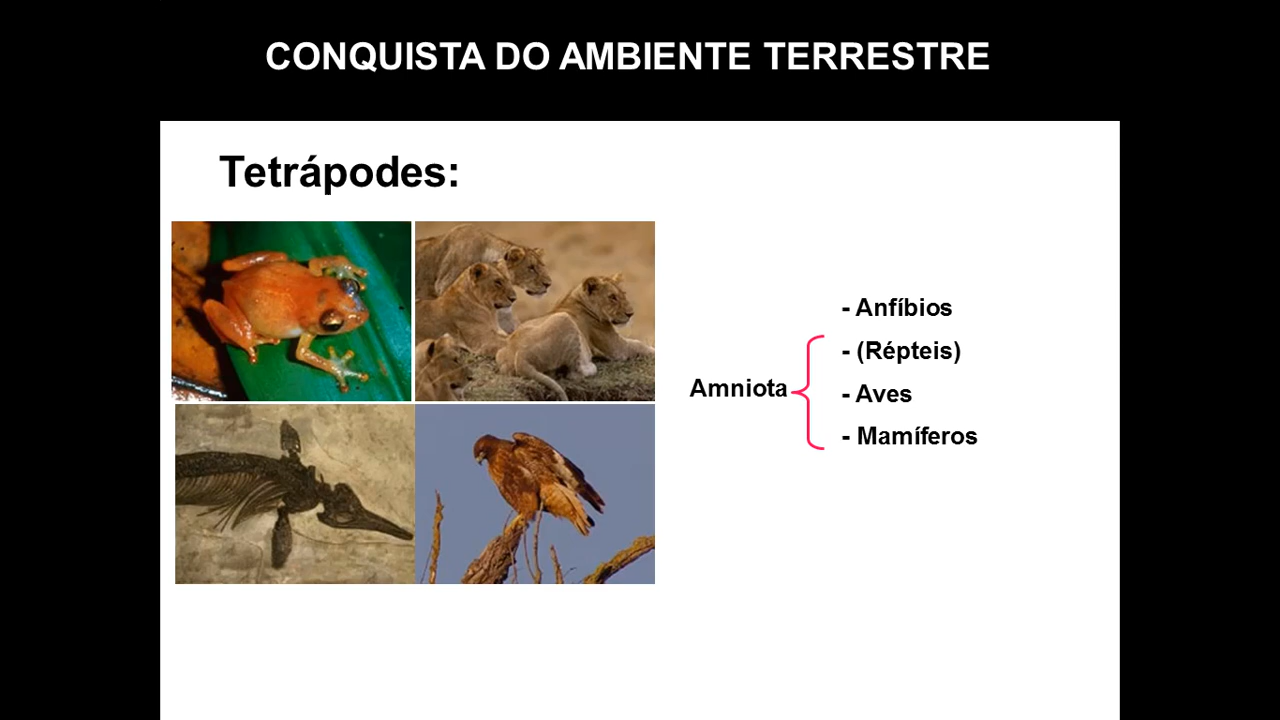 CONQUISTA DO AMBIENTE TERRESTRE
Tetrápodes:
- Anfíbios
- (Répteis)
Amniota
- Aves
- Mamíferos